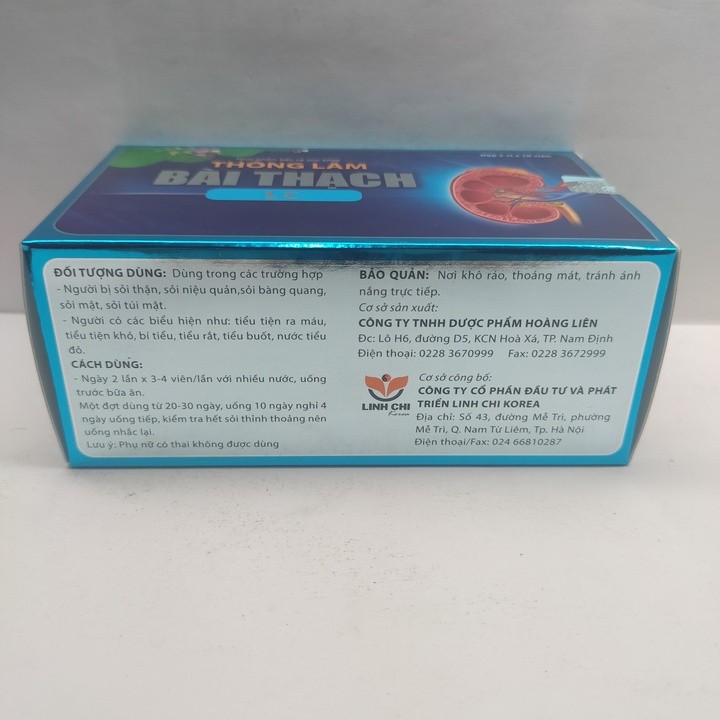 THÔNG LÂM
BÀI THẠCH
ĐỐI TƯỢNG DÙNG: Dùng trong các trường hợp
- Người bị sỏi thận, sỏi niệu quản,sỏi bàng quang,
sỏi mật, sỏi túi mật.
- Người có các biểu hiện như: tiểu tiện ra máu,
tiểu tiện khó, bí tiểu, tiểu rắt, tiểu buốt, nước tiểu
đỏ.
CÁCH DÙNG:
- Ngày 2 lần x 3-4 viên/lần với nhiều nước, uống
trước bữa ăn.
Một đợt dùng từ 20-30 ngày, uống 10 ngày nghỉ 4
ngày uống tiếp, kiểm tra hết sỏi thỉnh thoảng nên
uống nhắc lại.
Lưu ý: Phụ nữ có thai không được dùng
BẢO QUẢN: Nơi khô ráo, thoáng mát, tránh ánh
nắng trực tiếp.
Cơ sở sản xuất:
CÔNG TY TNHH DƯỢC PHẨM HOÀNG LIÊN
Đc: Lô H6, đường D5, KCN Hoà Xá, TP. Nam Định
Điện thoại: 0228 3670999 Fax: 0228 3672999
LINH CHI
Korea
Cơ sở công bố:
CÔNG TY CỔ PHẦN ĐẦU TƯ VÀ PHÁT
TRIỂN LINH CHI KOREA
Địa chỉ: Số 43, đường Mễ Trì, phường
Mễ Trì, Q. Nam Từ Liêm, Tp. Hà Nội
Điện thoại/Fax: 024 66810287